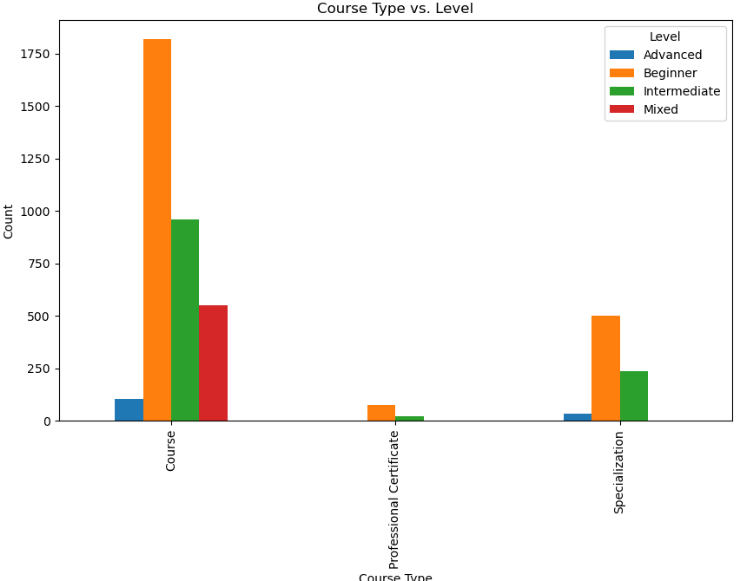 Course Type vs. Level
Level
Advanced
Beginner
Intermediate
Mixed
Count
1750
1500
1250
1000
750
500
250
0
Course
Professional Certificate
Specialization
Course Type